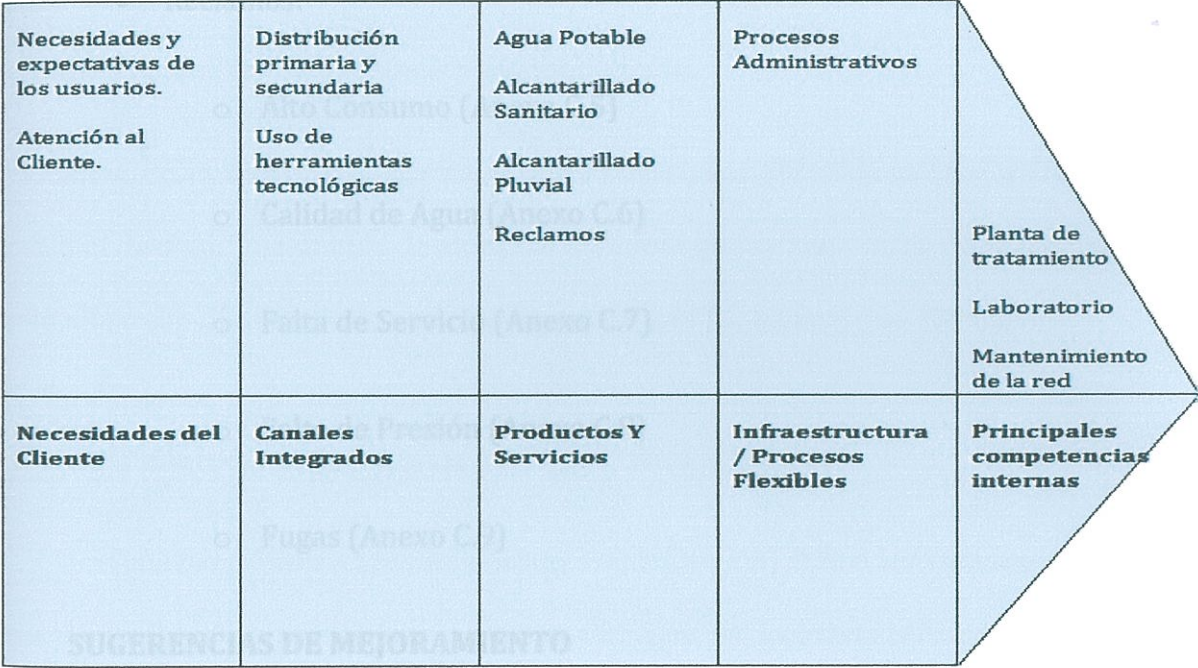 Necesidades y
expectativas de
los usuarios.
Atención al
Cliente.
Distribución
primaria y
secundaria
Uso de
herramientas
tecnológicas
Agua Potable
Alcantarillado
Sanitario
Alcantarillado
Pluvial
Reclamos
Procesos
Administrativos
Planta de
tratamiento
Laboratorio
Mantenimiento
de la red
Necesidades del
Cliente
Canales
Integrados
Productos Y
Servicios
Infraestructura
/ Procesos
Flexibles
Principales
competencias
internas
o Alto Consumo
o Calidad de Agua (Anexo C.6)
o Falta de Servicio (Anexo C.7)
o Fugas (Anexo C.9)
SUGERENCIAS DE MEJORAMIENTO